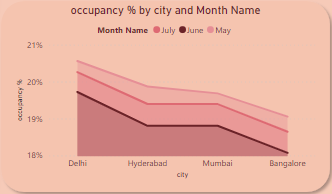 occupancy % by city and Month Name
Month Name July June May
21%
20%
19%
18%
occupancy %
Delhi Hyderabad Mumbai Bangalore
city